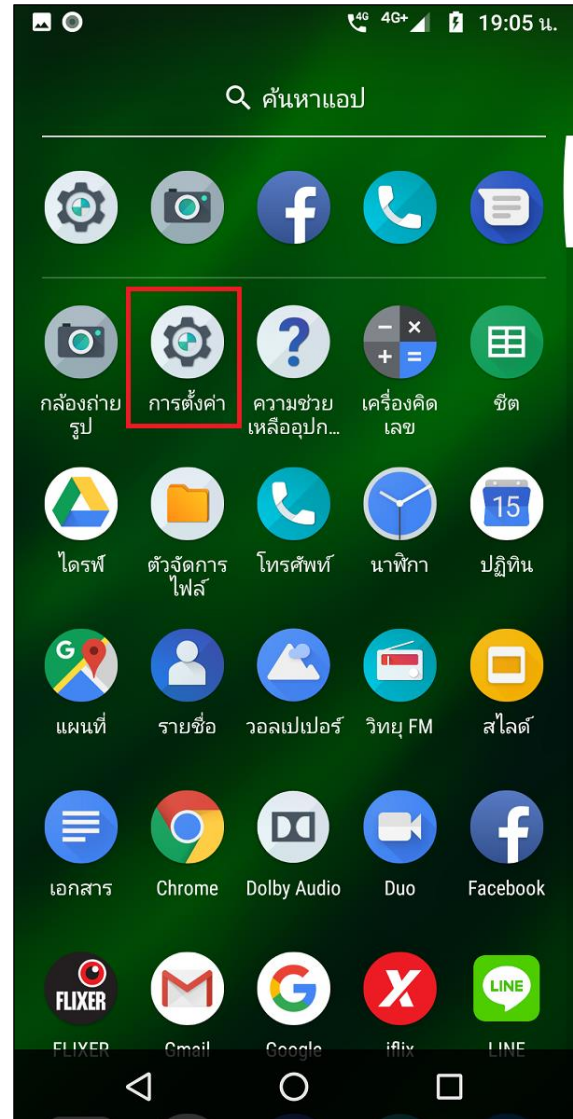 4G 4G+ 19:05 น.
ค้นหาแอป
กล้องถ่าย การตั้งค่า ความช่วย เครื่องคิด ชีต
รูป เหลืออุปก... เลข
15
ไดรฟ์ ตัวจัดการ โทรศัพท์ นาฬิกา ปฏิทิน
ไฟล์
G
แผนที่ รายชื่อ วอลเปเปอร์ วิทยุ FM สไลด์
เอกสาร Chrome Dolby Audio Duo Facebook
FLIXER LINE
FLIXER Gmail Google iflix LINE